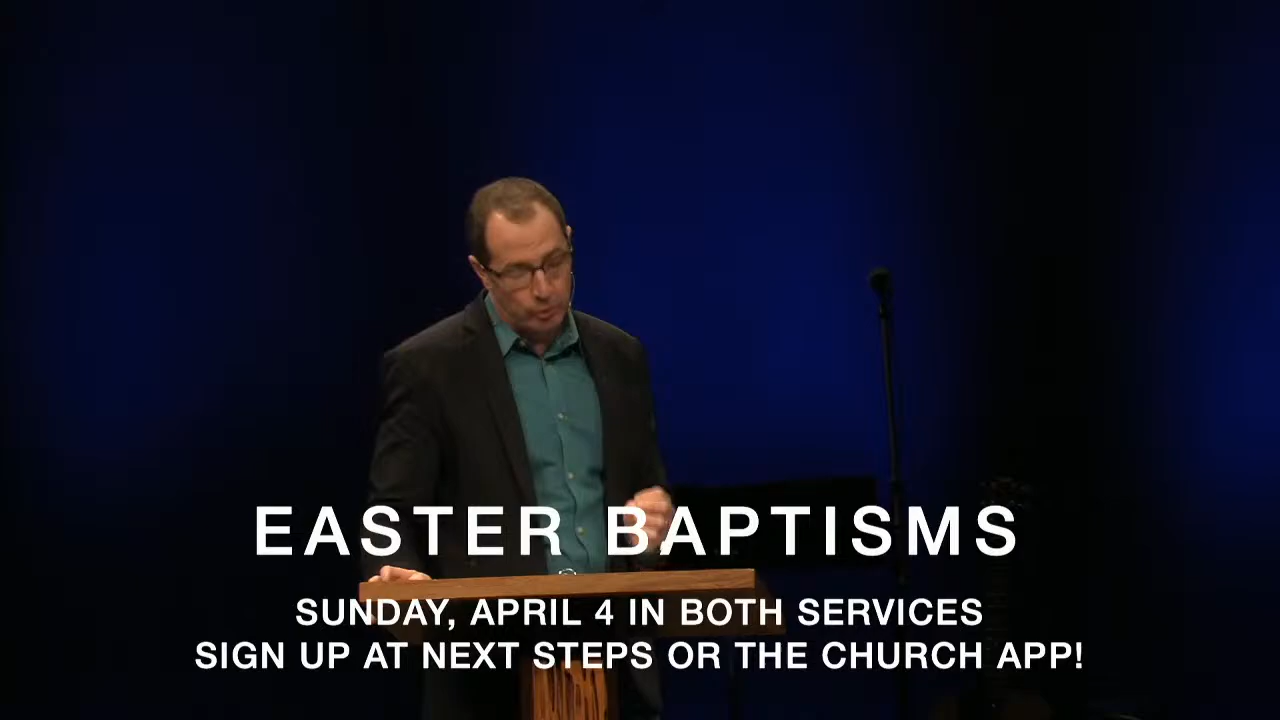 EASTER BAPTISMS
SUNDAY, APRIL 4 IN BOTH SERVICES
SIGN UP AT NEXT STEPS OR THE CHURCH APP!